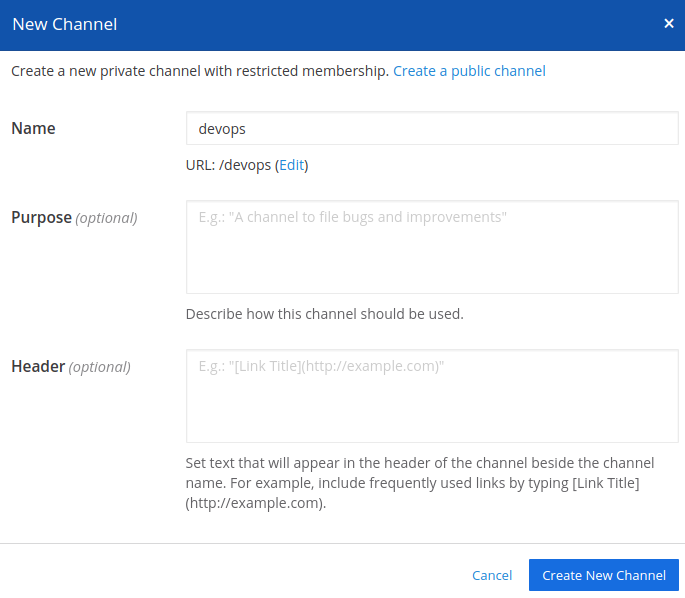 New Channel ×
Create a new private channel with restricted membership. Create a public channel
Name devops
URL: /devops (Edit)
Purpose (optional) E.g.: "A channel to file bugs and improvements"
Describe how this channel should be used.
Header (optional) E.g.: "[Link Title](http://example.com)"
Set text that will appear in the header of the channel beside the channel
name. For example, include frequently used links by typing [Link Title]
(http://example.com).
Cancel Create New Channel